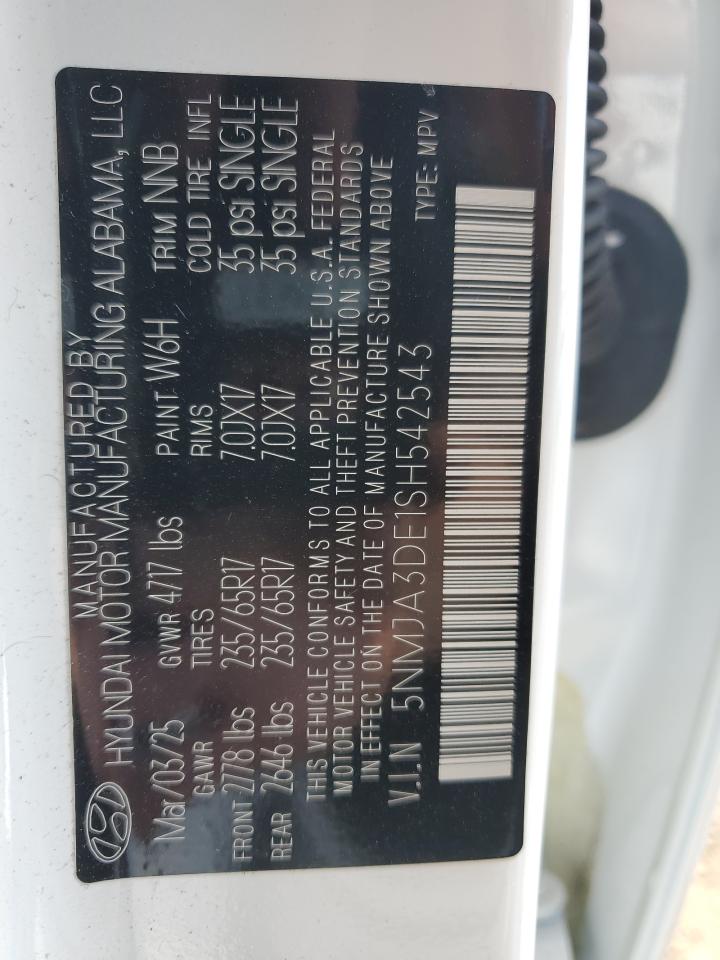 MANUFACTURED BY
HYUNDAI MOTOR MANUFACTURING ALABAMA, LLC
Mar/03/25 GVWR 4717 lbs PAINT W6H TRIM NNB
GAWR TIRES RIMS COLD TIRE INFL
FRONT 2778 lbs 235/65R17 7.0JX17 35 psi SINGLE
REAR 2646 lbs 235/65R17 7.0JX17 35 psi SINGLE
THIS VEHICLE CONFORMS TO ALL APPLICABLE U.S.A. FEDERAL
MOTOR VEHICLE SAFETY AND THEFT PREVENTION STANDARDS
IN EFFECT ON THE DATE OF MANUFACTURE SHOWN ABOVE
V.I.N 5NMJA3DE1SH542543 TYPE: MPV